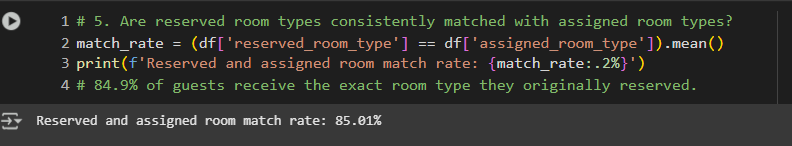 1 # 5. Are reserved room types consistently matched with assigned room types?
2 match_rate = (df['reserved_room_type'] == df['assigned_room_type']).mean()
3 print(f'Reserved and assigned room match rate: {match_rate:.2%}')
4 # 84.9% of guests receive the exact room type they originally reserved.
Reserved and assigned room match rate: 85.01%